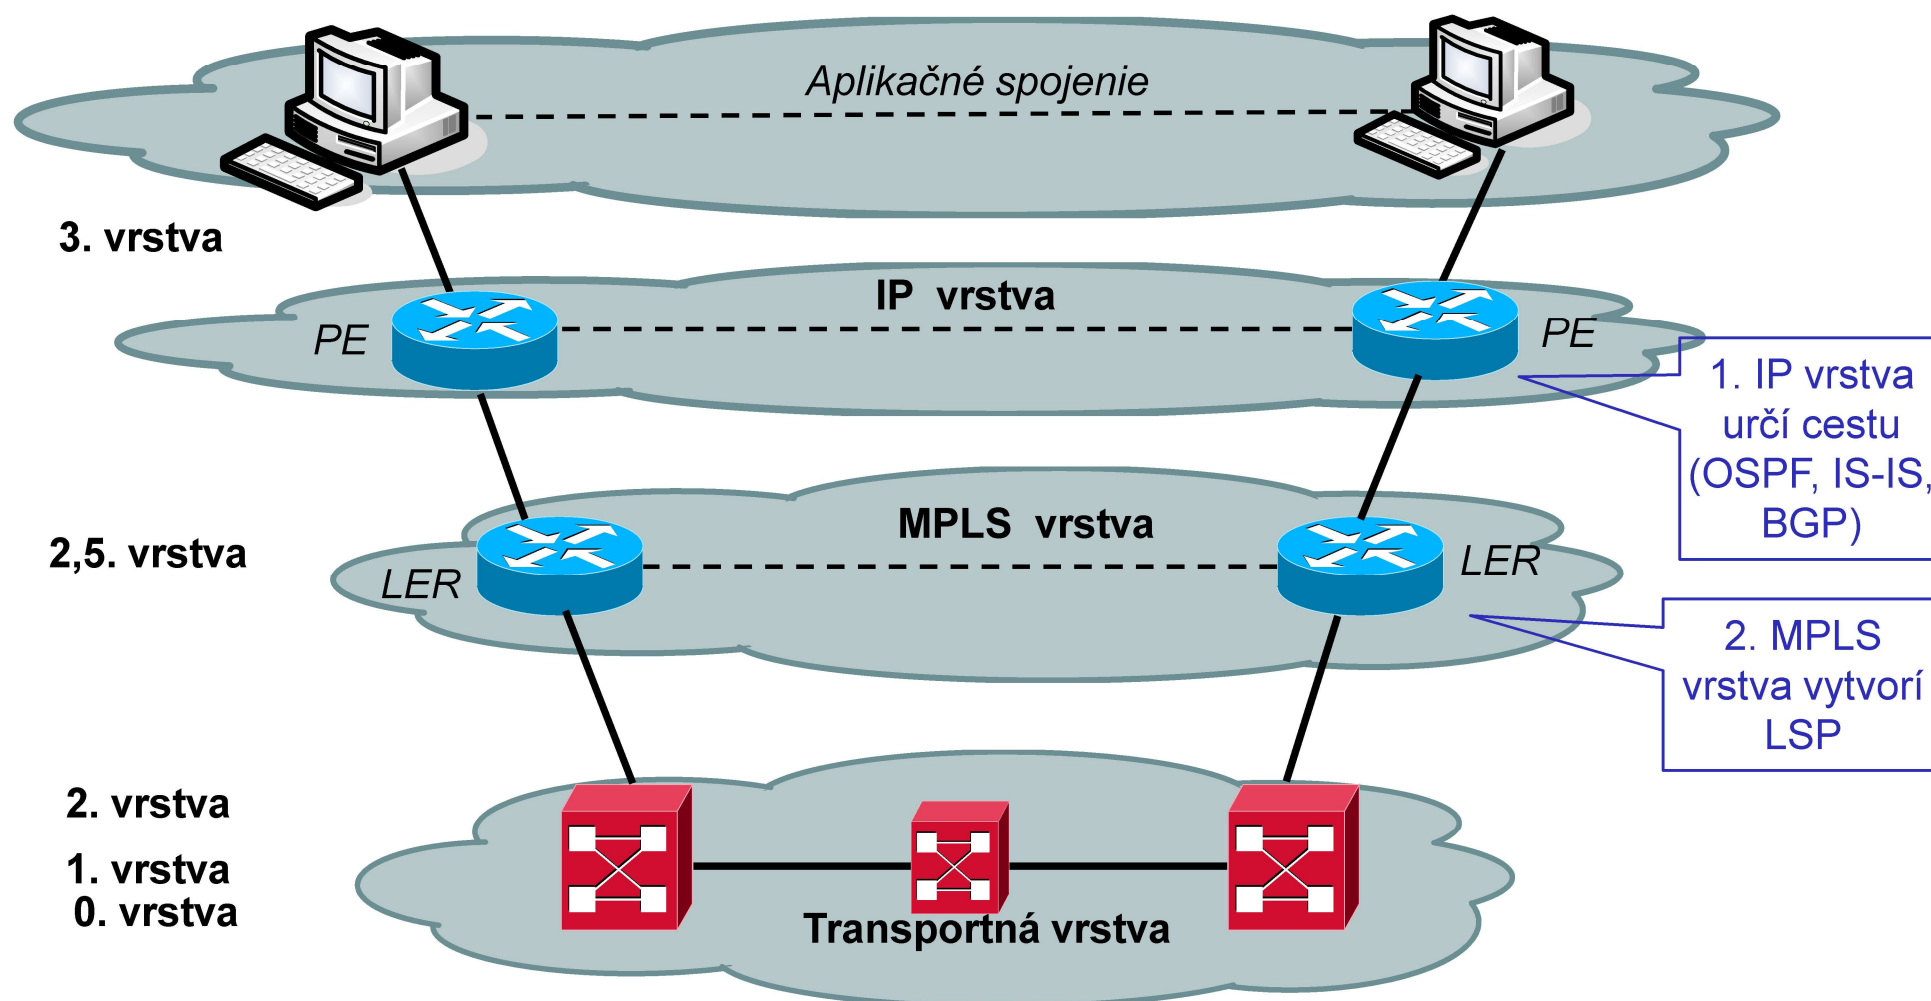 Aplikačné spojenie
3. vrstva
IP vrstva
PE
PE
1. IP vrstva
určí cestu
(OSPF, IS-IS,
BGP)
MPLS vrstva
2,5. vrstva
LER
LER
2. MPLS
vrstva vytvorí
LSP
2. vrstva
1. vrstva
0. vrstva
Transportná vrstva